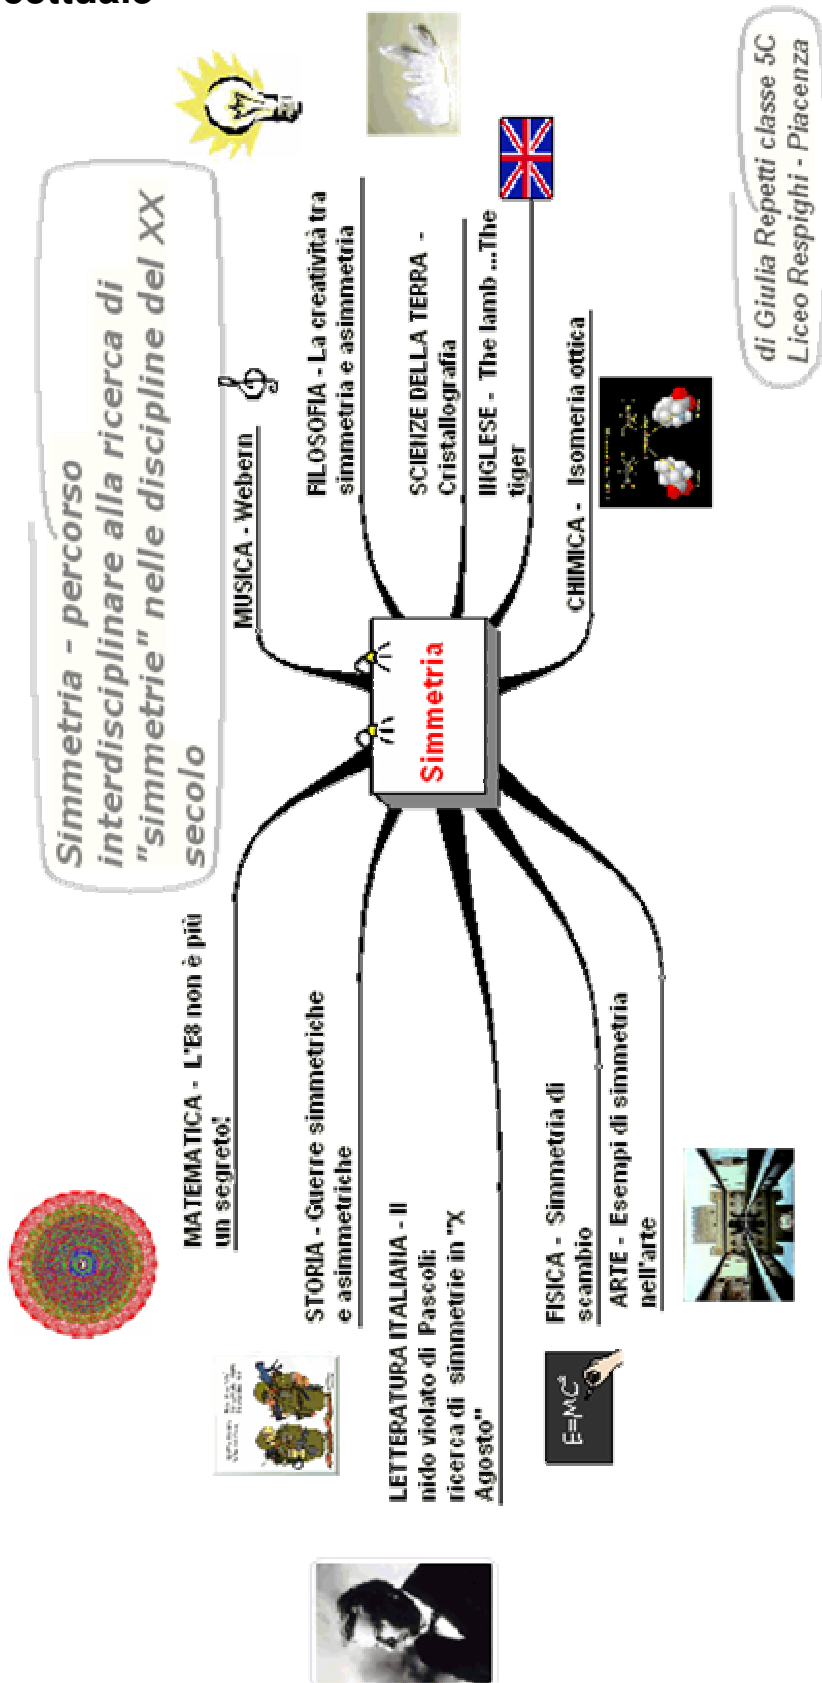 cettuale
Simmetria - percorso
interdisciplinare alla ricerca di
"simmetrie" nelle discipline del XX
secolo
MATEMATICA - L'E8 non è più
un segreto!
MUSICA - Webern
STORIA - Guerre simmetriche
e asimmetriche
FILOSOFIA - La creatività tra
simmetria e asimmetria
LETTERATURA ITALIANA - Il
nido violato di Pascoli:
ricerca di simmetrie in "X
Agosto"
Simmetria
SCIENZE DELLA TERRA -
Cristallografia
INGLESE - The lamb ...The
tiger
FISICA - Simmetria di
scambio
CHIMICA - Isomeria ottica
ARTE - Esempi di simmetria
nell'arte
E=MC²
di Giulia Repetti classe 5C
Liceo Respighi - Piacenza